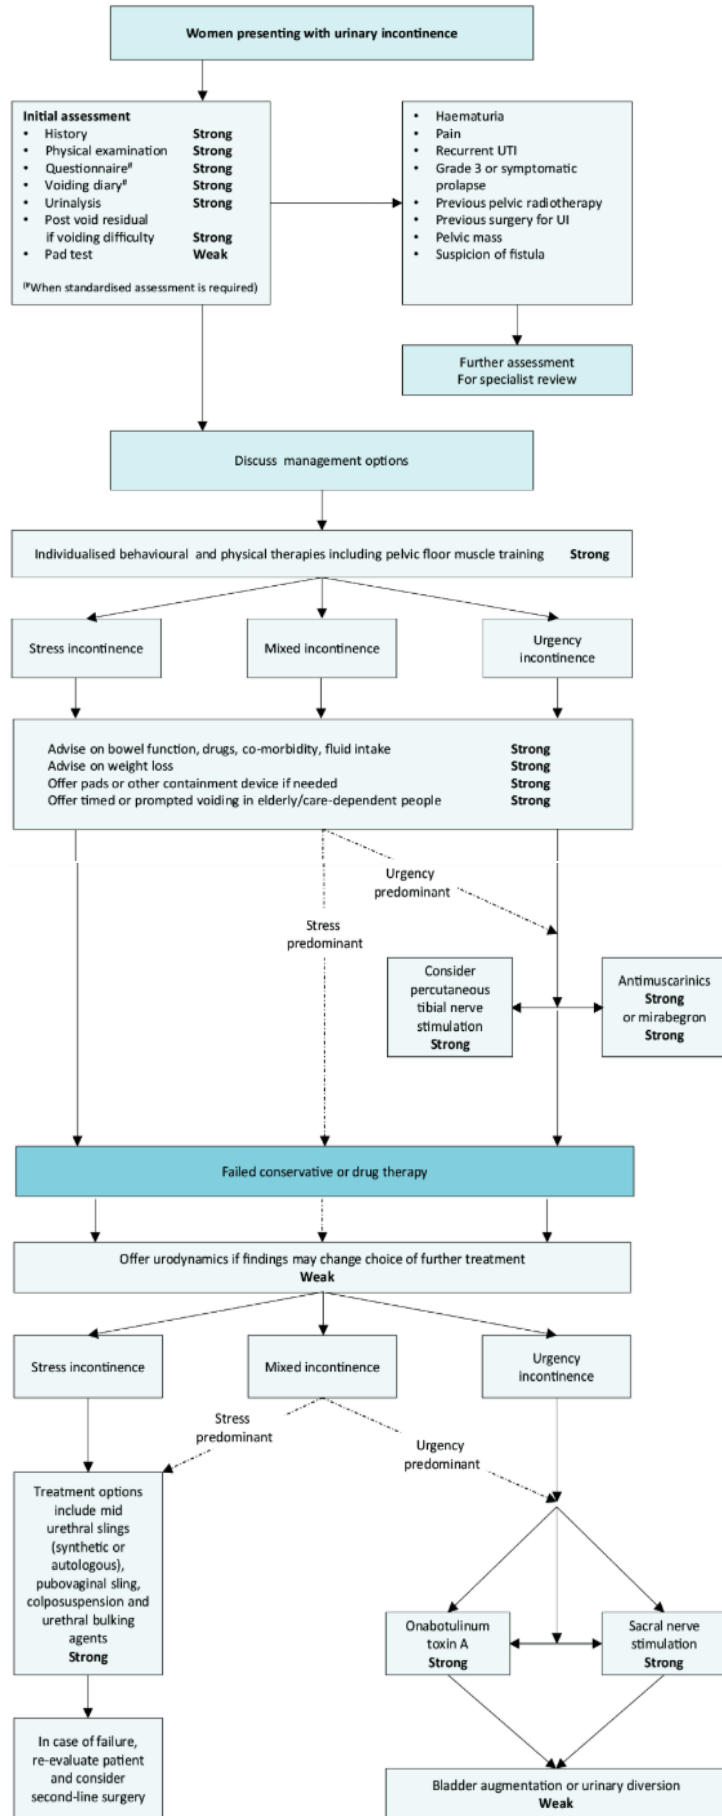 Women presenting with urinary incontinence
Initial assessment
• History Strong
• Physical examination Strong
• Questionnaire# Strong
• Voiding diary# Strong
• Urinalysis Strong
• Post void residual
if voiding difficulty Strong
• Pad test Weak
(#When standardised assessment is required)
• Haematuria
• Pain
• Recurrent UTI
• Grade 3 or symptomatic
prolapse
• Previous pelvic radiotherapy
• Previous surgery for UI
• Pelvic mass
• Suspicion of fistula
Further assessment
For specialist review
Discuss management options
Individualised behavioural and physical therapies including pelvic floor muscle training Strong
Stress incontinence
Mixed incontinence
Urgency
incontinence
Advise on bowel function, drugs, co-morbidity, fluid intake Strong
Advise on weight loss Strong
Offer pads or other containment device if needed Strong
Offer timed or prompted voiding in elderly/care-dependent people Strong
Urgency
predominant
Stress
predominant
Consider
percutaneous
tibial nerve
stimulation
Strong
Antimuscarinics
Strong
or mirabegron
Strong
Failed conservative or drug therapy
Offer urodynamics if findings may change choice of further treatment
Weak
Stress incontinence
Mixed incontinence
Urgency
incontinence
Stress
predominant
Urgency
predominant
Treatment options
include mid
urethral slings
(synthetic or
autologous),
pubovaginal sling,
colposuspension and
urethral bulking
agents
Strong
Onabotulinum
toxin A
Strong
Sacral nerve
stimulation
Strong
In case of failure,
re-evaluate patient
and consider
second-line surgery
Bladder augmentation or urinary diversion
Weak